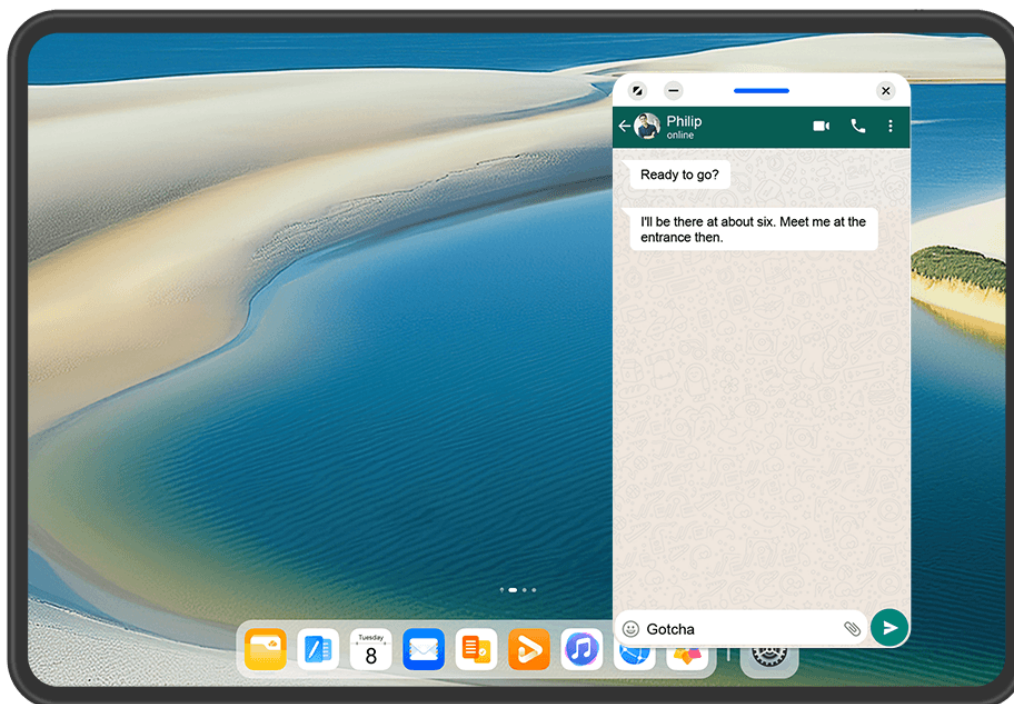 Philip
online
Ready to go?
I'll be there at about six. Meet me at the
entrance then.
Gotcha
Tuesday
8